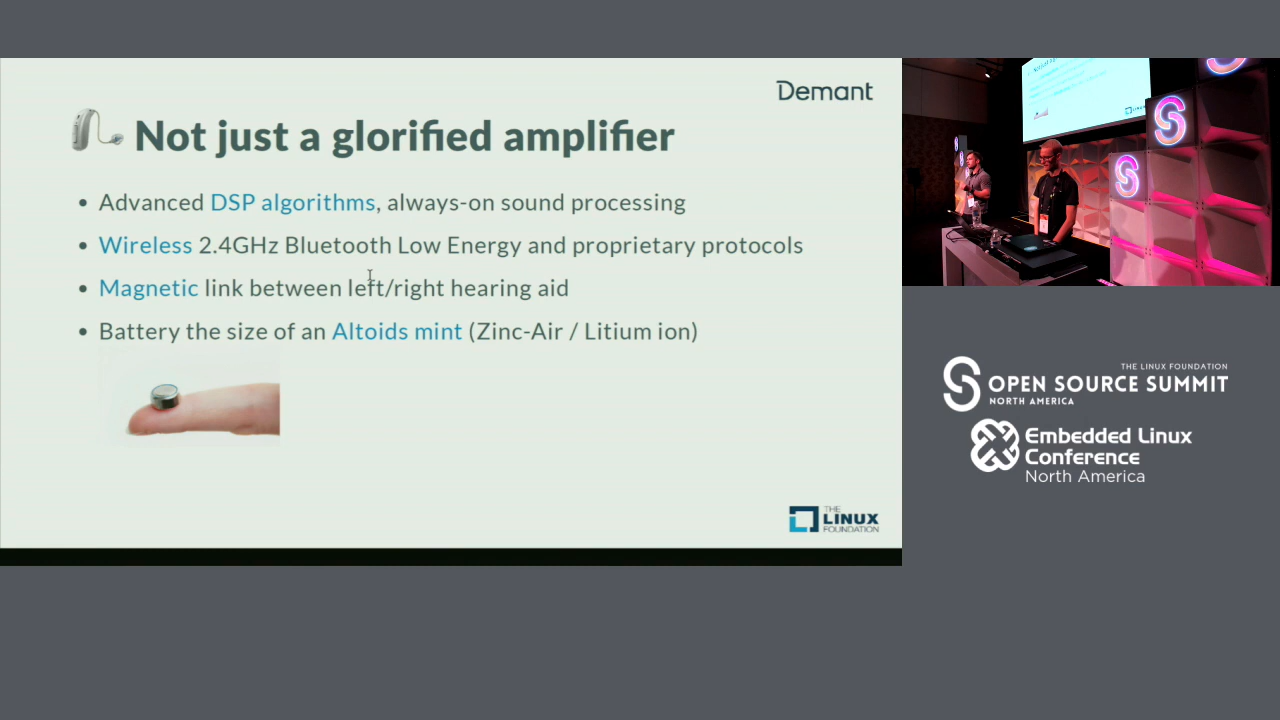 Demant
Not just a glorified amplifier
• Advanced DSP algorithms, always-on sound processing
• Wireless 2.4GHz Bluetooth Low Energy and proprietary protocols
• Magnetic link between left/right hearing aid
• Battery the size of an Altoids mint (Zinc-Air / Litium ion)
THE
LINUX
FOUNDATION
THE LINUX FOUNDATION
OPEN SOURCE SUMMIT
NORTH AMERICA
Embedded Linux
Conference
North America